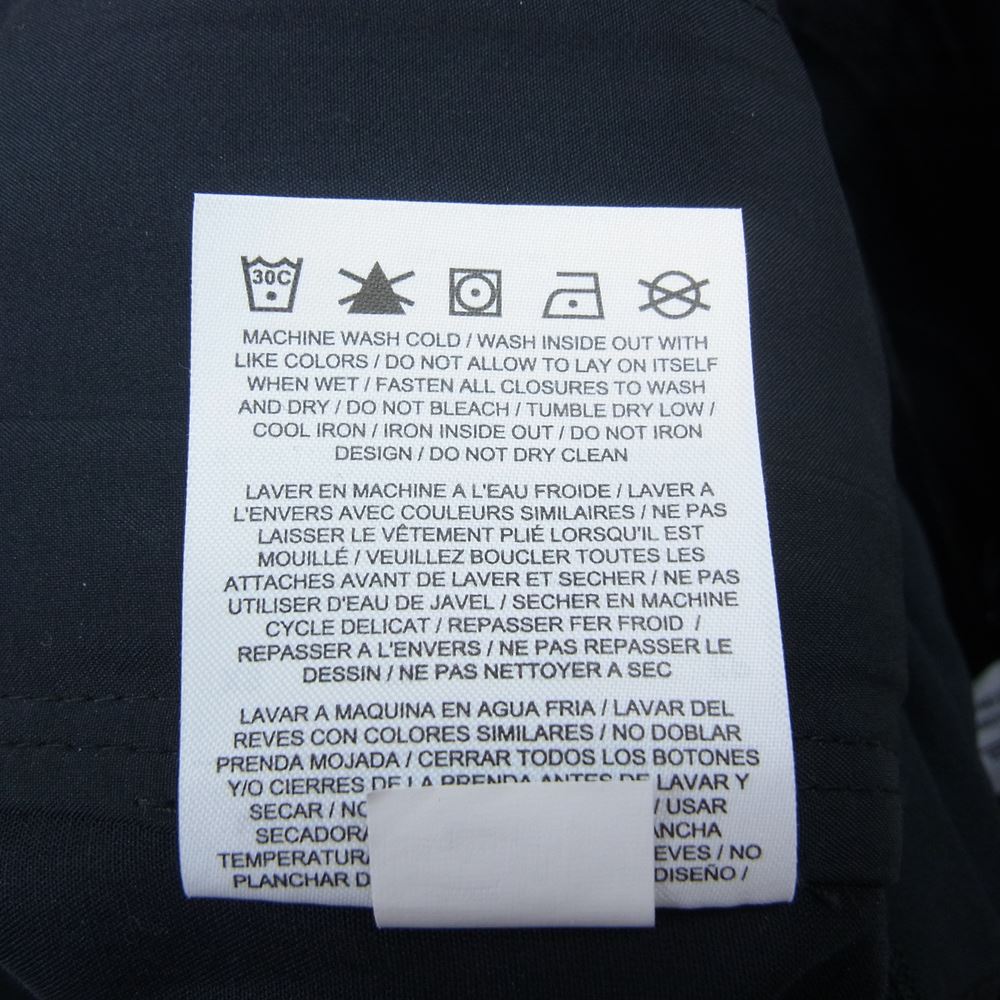 30C
MACHINE WASH COLD / WASH INSIDE OUT WITH
LIKE COLORS / DO NOT ALLOW TO LAY ON ITSELF
WHEN WET / FASTEN ALL CLOSURES TO WASH
AND DRY / DO NOT BLEACH / TUMBLE DRY LOW /
COOL IRON / IRON INSIDE OUT / DO NOT IRON
DESIGN / DO NOT DRY CLEAN
LAVER EN MACHINE A L'EAU FROIDE / LAVER A
L'ENVERS AVEC COULEURS SIMILAIRES / NE PAS
LAISSER LE VÊTEMENT PLIÉ LORSQU'IL EST
MOUILLÉ / VEUILLEZ BOUCLER TOUTES LES
ATTACHES AVANT DE LAVER ET SECHER / NE PAS
UTILISER D'EAU DE JAVEL / SECHER EN MACHINE
CYCLE DELICAT / REPASSER FER FROID /
REPASSER A L'ENVERS / NE PAS REPASSER LE
DESSIN / NE PAS NETTOYER A SEC
LAVAR A MAQUINA EN AGUA FRIA / LAVAR DEL
REVES CON COLORES SIMILARES / NO DOBLAR
PRENDA MOJADA / CERRAR TODOS LOS BOTONES
Y/O CIERRES DE LA PRENDA ANTES DE LAVAR Y
SECAR / / USAR
TEMPERATURA / NO
PLANCHAR DISEÑO /